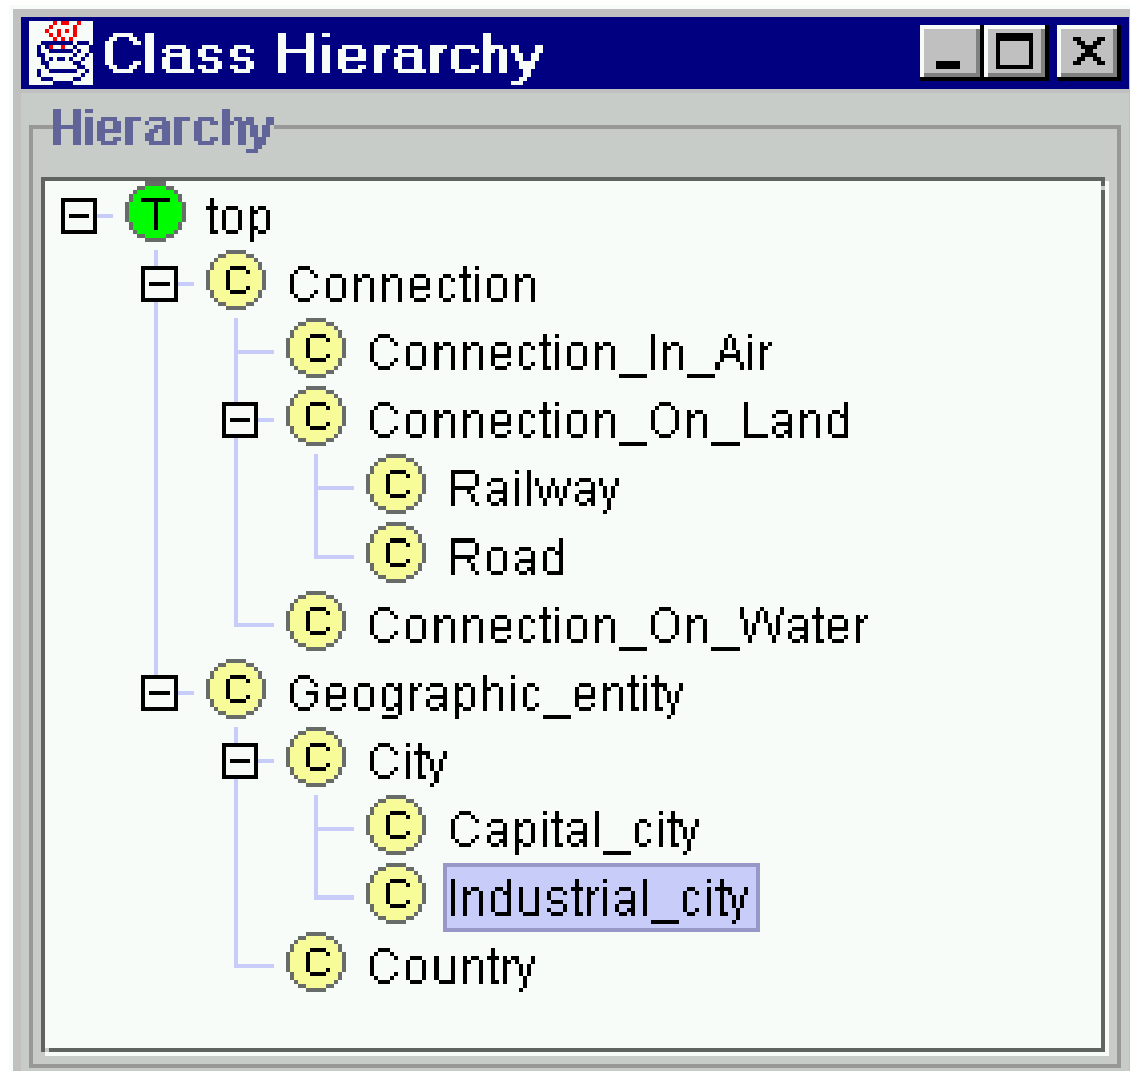 Class Hierarchy
Hierarchy
T top
C Connection
C Connection_In_Air
C Connection_On_Land
C Railway
C Road
C Connection_On_Water
C Geographic_entity
C City
C Capital_city
C Industrial_city
C Country